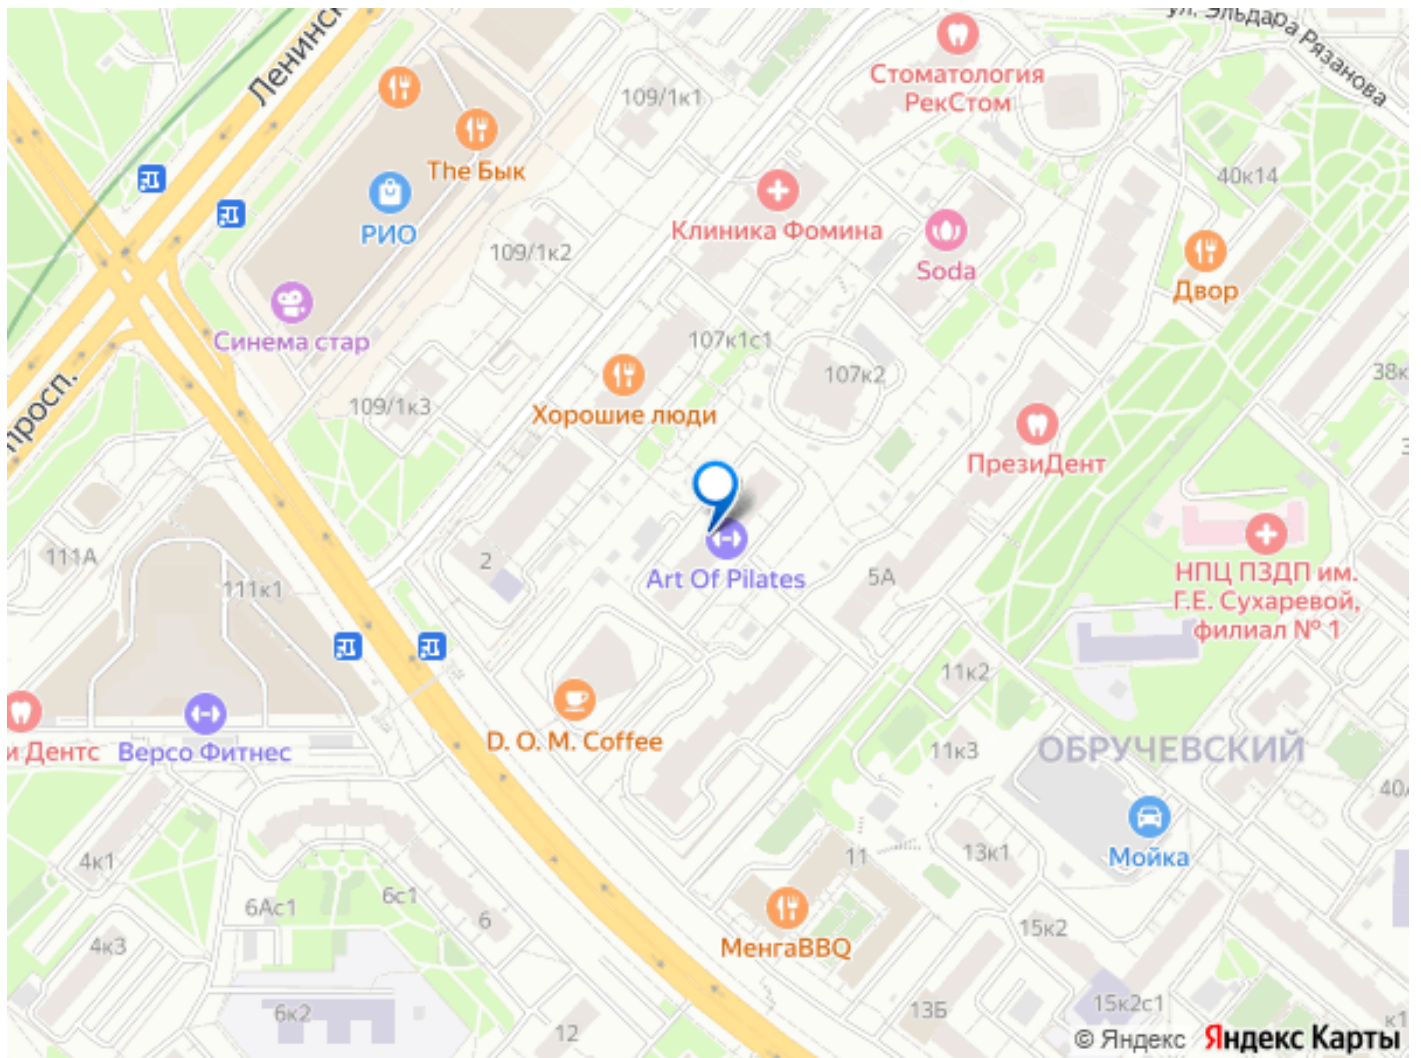 ул. Эльдара Рязанова
Ленинск
Стоматология
РекСтом
109/1к1
The Бык
40к14
РИО
Клиника Фомина
109/1к2
Soda
Двор
Синема стар
107к1с1
107к2
38к
просп.
109/1к3
Хорошие люди
ПрезиДент
111А
2
111к1
Art Of Pilates
5А
НПЦ ПЗДП им.
Г.Е. Сухаревой,
филиал № 1
11к2
и Дентс
Версо Фитнес
D. O. M. Coffee
11к3
ОБРУЧЕВСКИЙ
40А
4к1
11
13к1
Мойка
6Ас1
6с1
6
4к3
МенгаBBQ
15к2
6к2
12
13Б
15к2с1
к1
© Яндекс Яндекс Карты